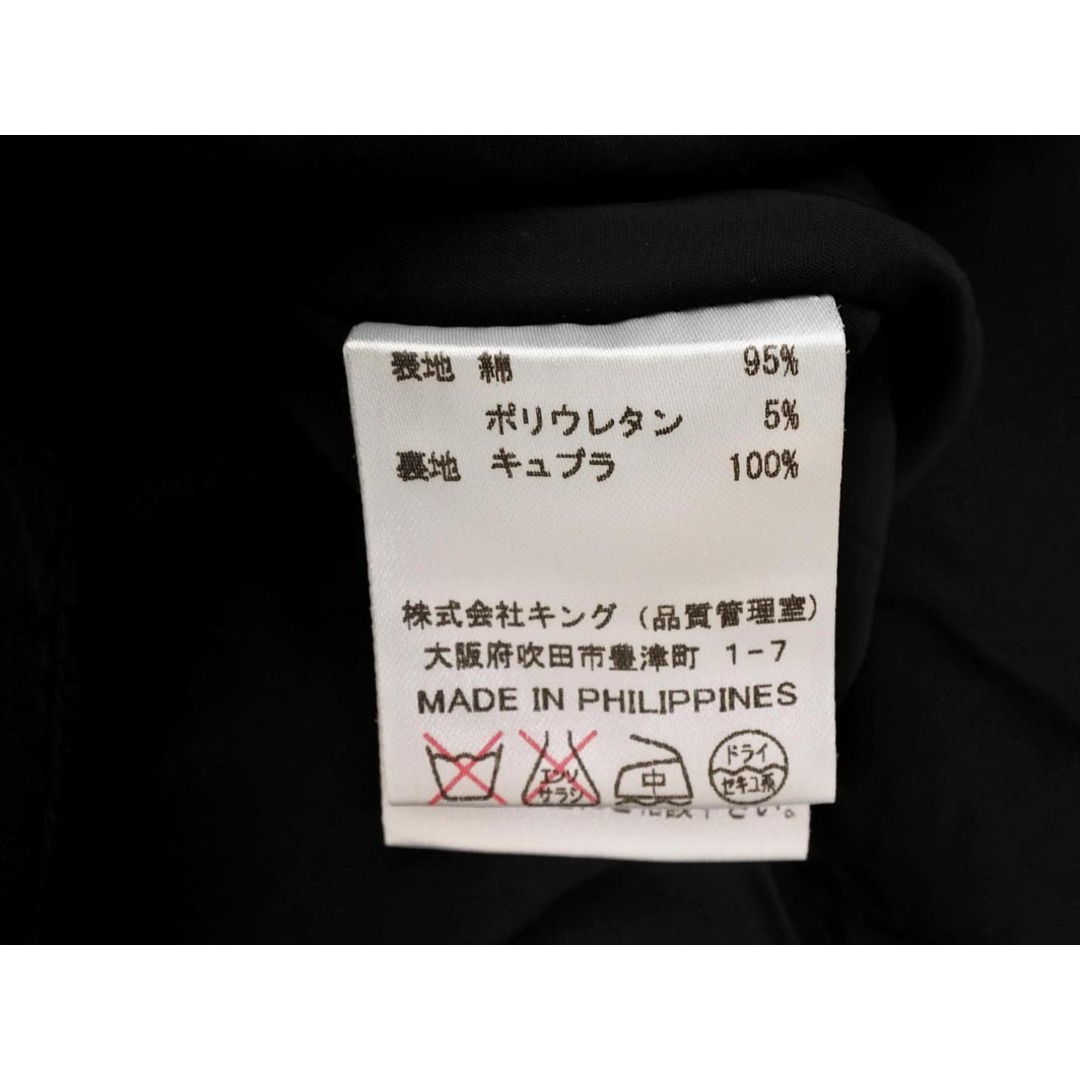 表地 綿 95%
ポリウレタン 5%
裏地 キュプラ 100%
株式会社キング (品質管理室)
大阪府吹田市豊津町 1-7
MADE IN PHILIPPINES
エンソ
サラシ
中
ドライ
セキユ系
下さい。